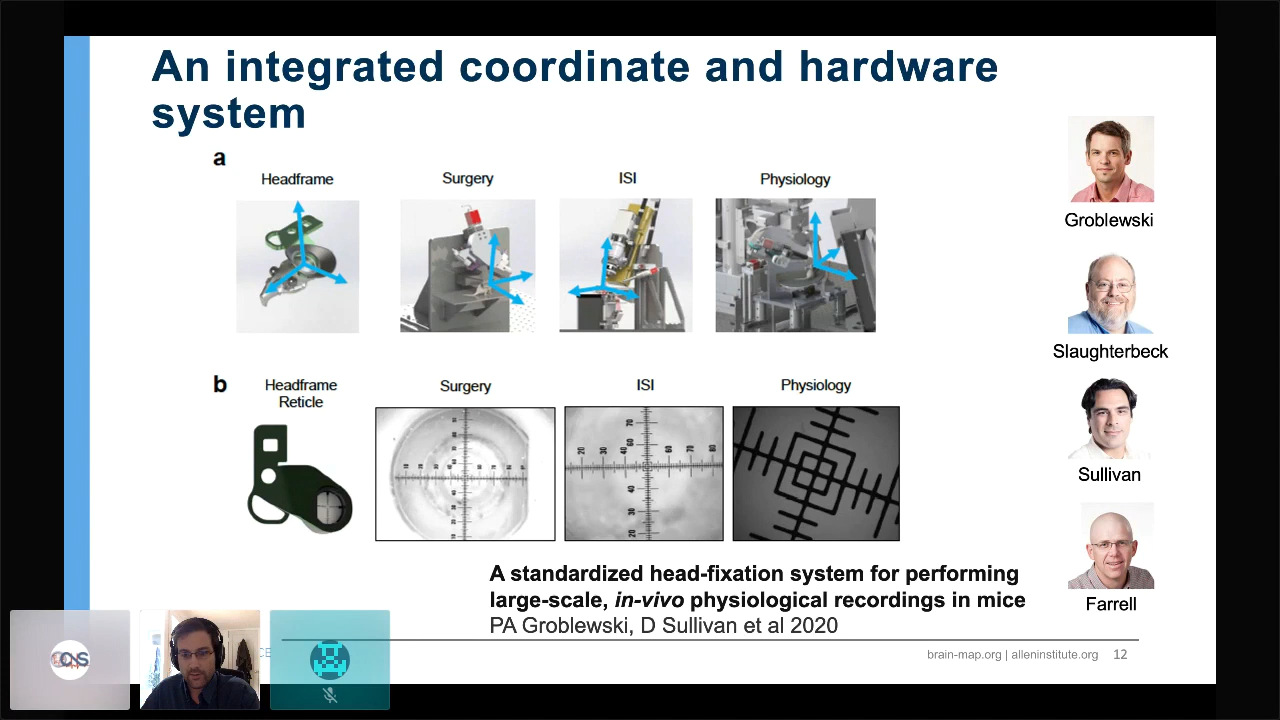 An integrated coordinate and hardware
system
a
Headframe
Surgery
ISI
Physiology
Groblewski
Slaughterbeck
b
Headframe
Reticle
Surgery
ISI
Physiology
Sullivan
Farrell
A standardized head-fixation system for performing
large-scale, in-vivo physiological recordings in mice
PA Groblewski, D Sullivan et al 2020
brain-map.org | alleninstitute.org 12